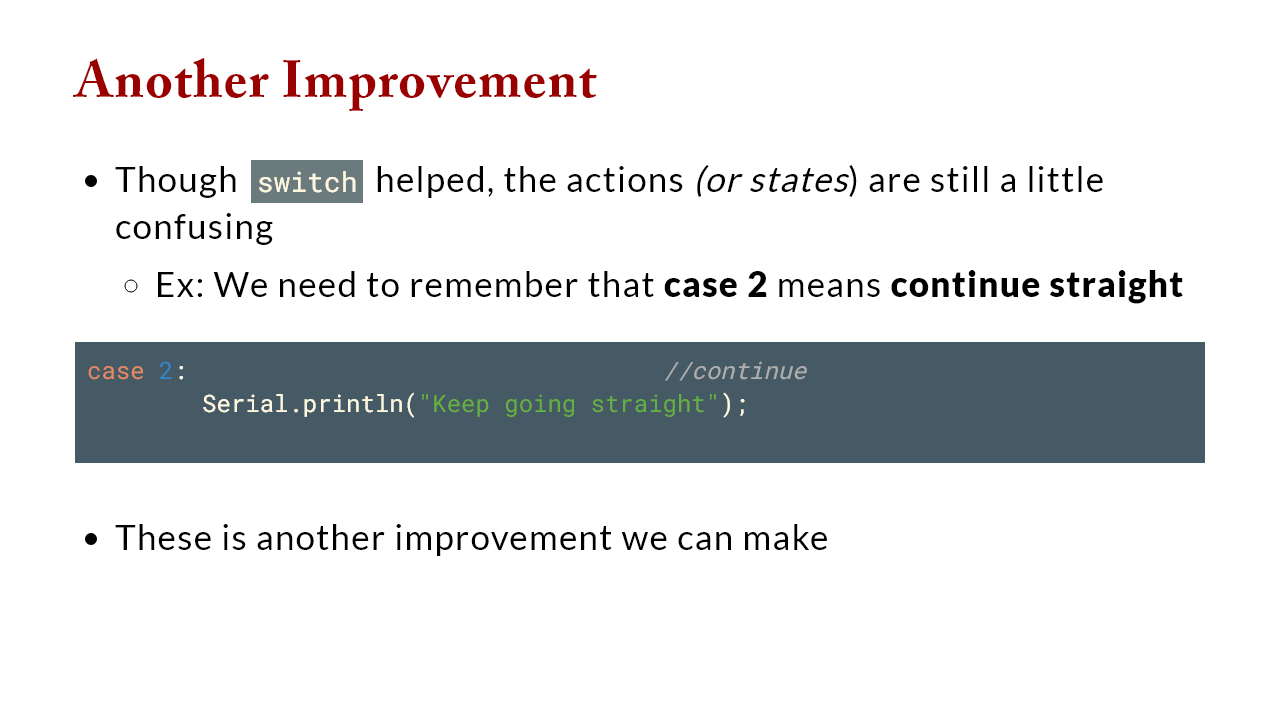 Another Improvement
• Though switch helped, the actions (or states) are still a little
confusing
○ Ex: We need to remember that case 2 means continue straight
case 2: //continue
Serial.println("Keep going straight");
• These is another improvement we can make